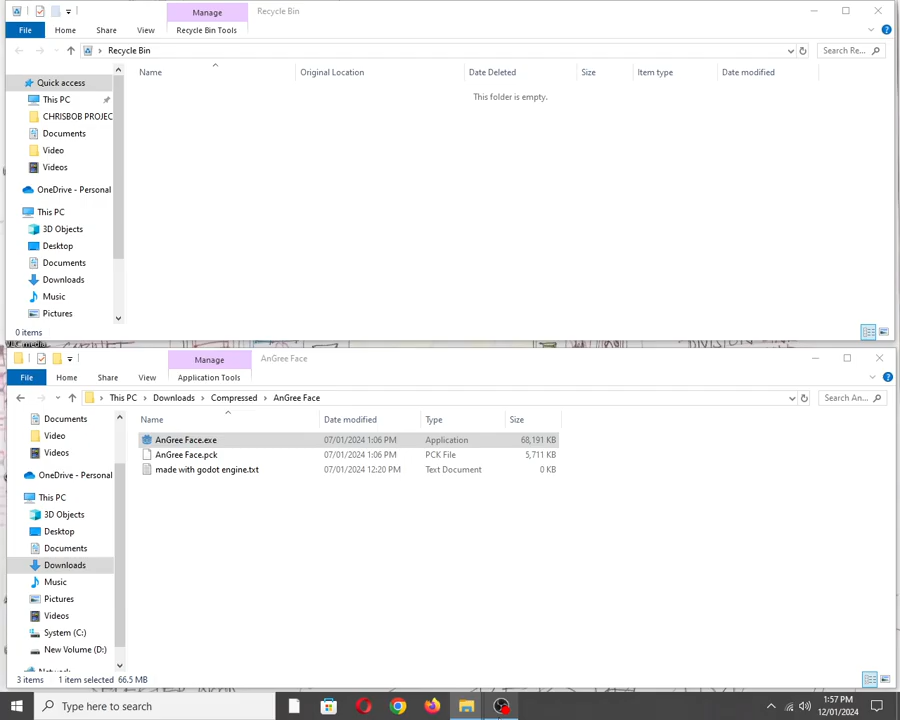 Manage
Recycle Bin
File
Home
Share
View
Recycle Bin Tools
Recycle Bin
Search Re...
Name
Original Location
Date Deleted
Size
Item type
Date modified
This folder is empty.
Quick access
This PC
CHRISBOB PROJEC
Documents
Video
Videos
OneDrive - Personal
This PC
3D Objects
Desktop
Documents
Downloads
Music
Pictures
0 items
Manage
AnGree Face
File
Home
Share
View
Application Tools
This PC
Downloads
Compressed
AnGree Face
Search An...
Name
Date modified
Type
Size
AnGree Face.exe
07/01/2024 1:06 PM
Application
68,191 KB
AnGree Face.pck
07/01/2024 1:06 PM
PCK File
5,711 KB
made with godot engine.txt
07/01/2024 12:20 PM
Text Document
0 KB
Documents
Video
Videos
OneDrive - Personal
This PC
3D Objects
Desktop
Documents
Downloads
Music
Pictures
Videos
System (C:)
New Volume (D:)
3 items
1 item selected 66.5 MB
Type here to search
1:57 PM
12/01/2024